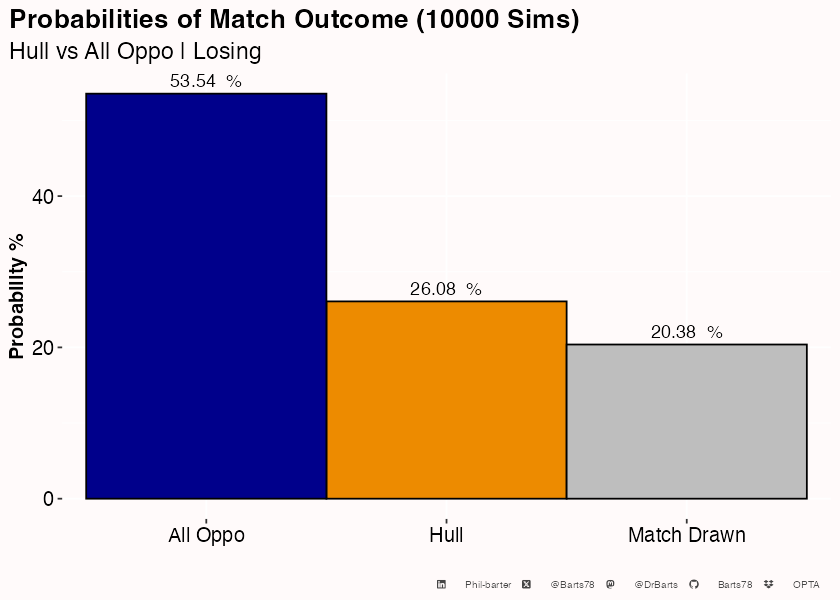 Probabilities of Match Outcome (10000 Sims)
Hull vs All Oppo | Losing
53.54 %
26.08 %
20.38 %
Probability %
40
20
0
All Oppo
Hull
Match Drawn
Phil-barter @Barts78 @DrBarts Barts78 OPTA